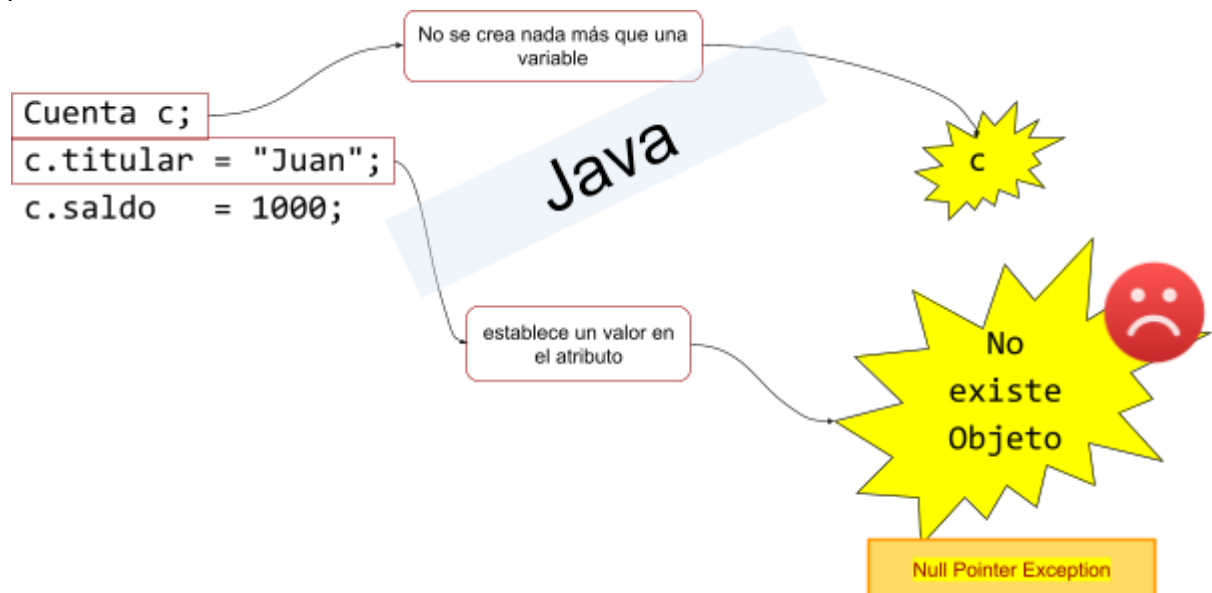 No se crea nada más que una
variable
Cuenta c;
c.titular = "Juan";
c.saldo = 1000;
Java
c
establece un valor en
el atributo
No
existe
Objeto
Null Pointer Exception